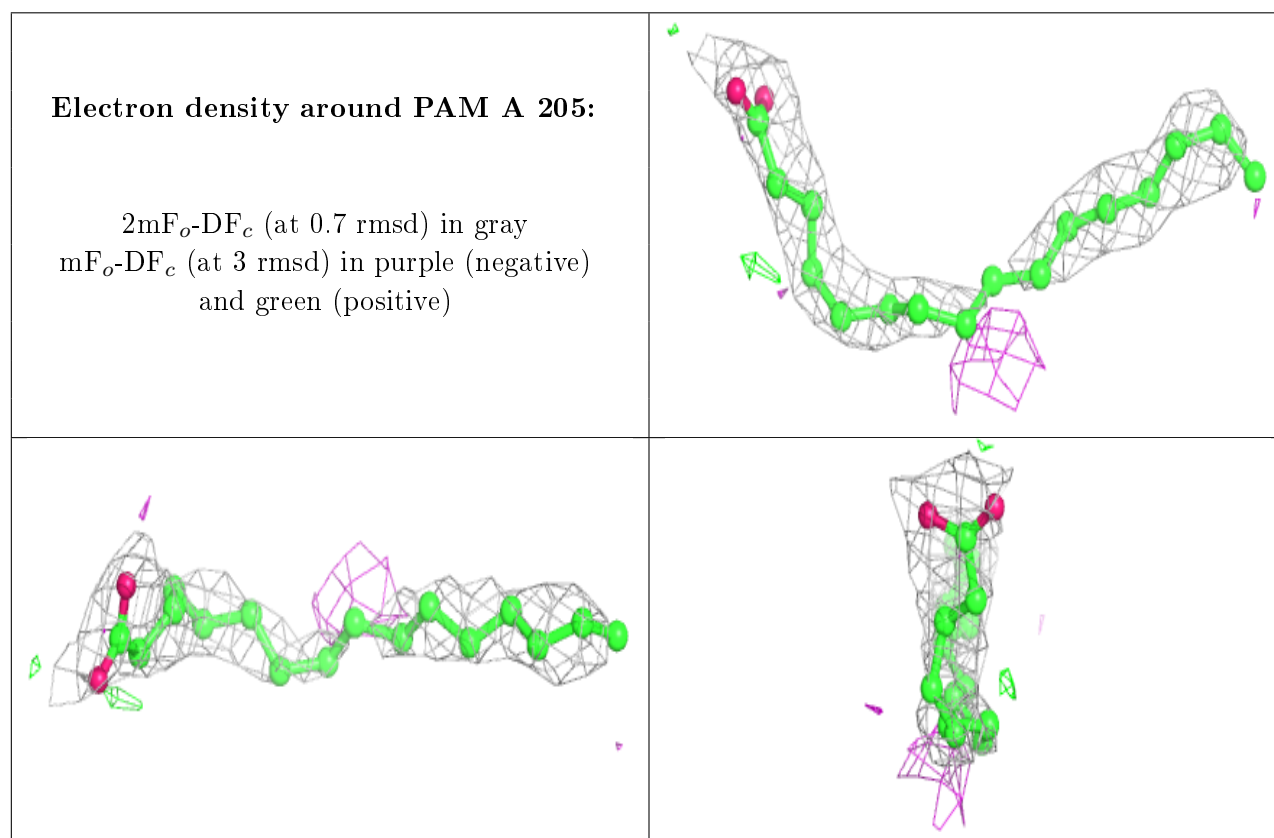 Electron density around PAM A 205:
2mFₒ-DF𝒸 (at 0.7 rmsd) in gray
mFₒ-DF𝒸 (at 3 rmsd) in purple (negative)
and green (positive)